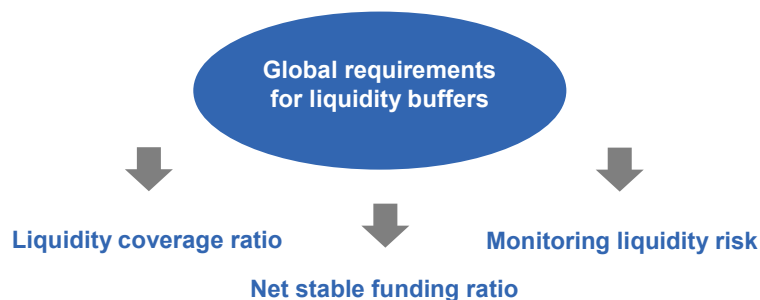 Global requirements
for liquidity buffers
Liquidity coverage ratio
Monitoring liquidity risk
Net stable funding ratio